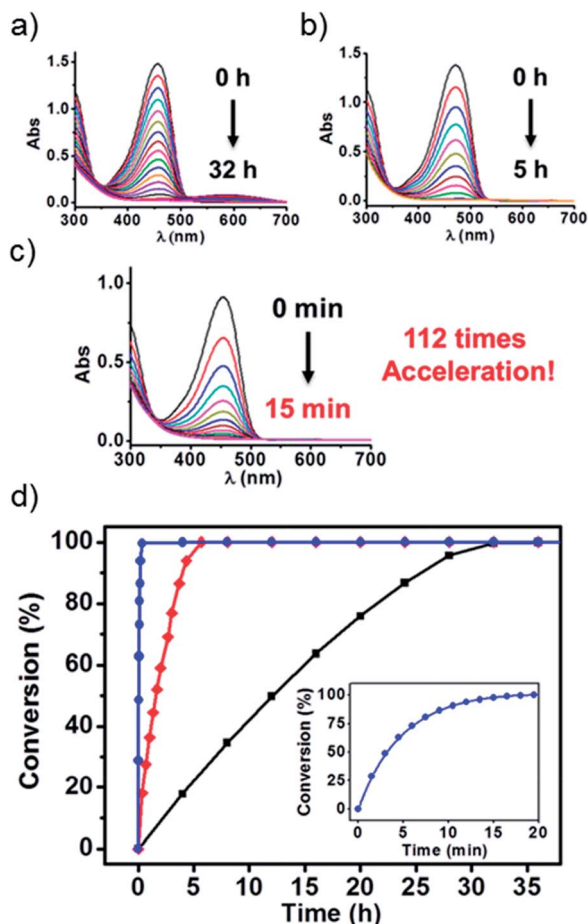 a)
1.5
1.0
0.5
0.0
Abs
0 h
32 h
300 400 500 600 700
λ (nm)
b)
1.5
1.0
0.5
0.0
Abs
0 h
5 h
300 400 500 600 700
λ (nm)
c)
1.0
0.5
0.0
Abs
0 min
15 min
300 400 500 600 700
λ (nm)
112 times
Acceleration!
d)
100
80
60
40
20
0
Conversion (%)
0 5 10 15 20 25 30 35
Time (h)
100
75
50
25
0
Conversion (%)
0 5 10 15 20
Time (min)